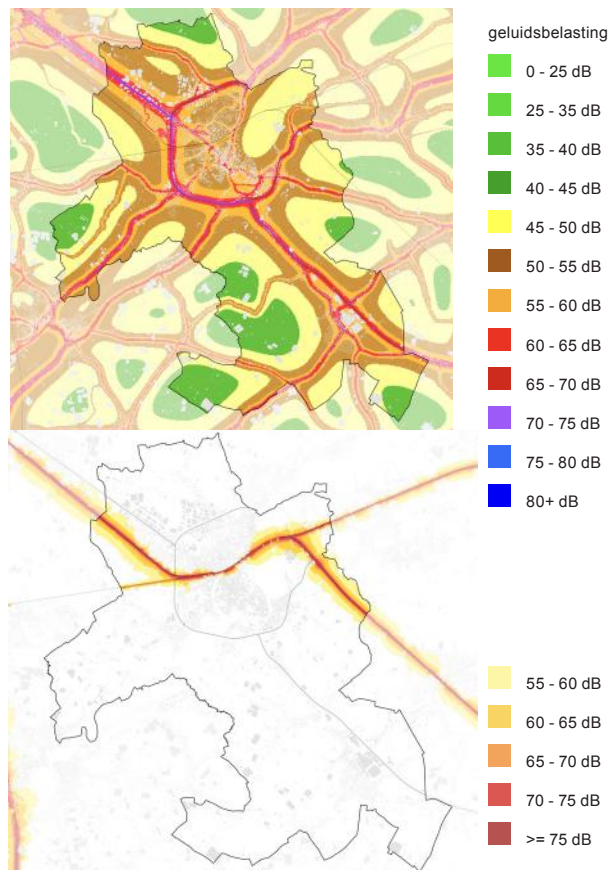 geluidsbelasting
0 - 25 dB
25 - 35 dB
35 - 40 dB
40 - 45 dB
45 - 50 dB
50 - 55 dB
55 - 60 dB
60 - 65 dB
65 - 70 dB
70 - 75 dB
75 - 80 dB
80+ dB
55 - 60 dB
60 - 65 dB
65 - 70 dB
70 - 75 dB
>= 75 dB